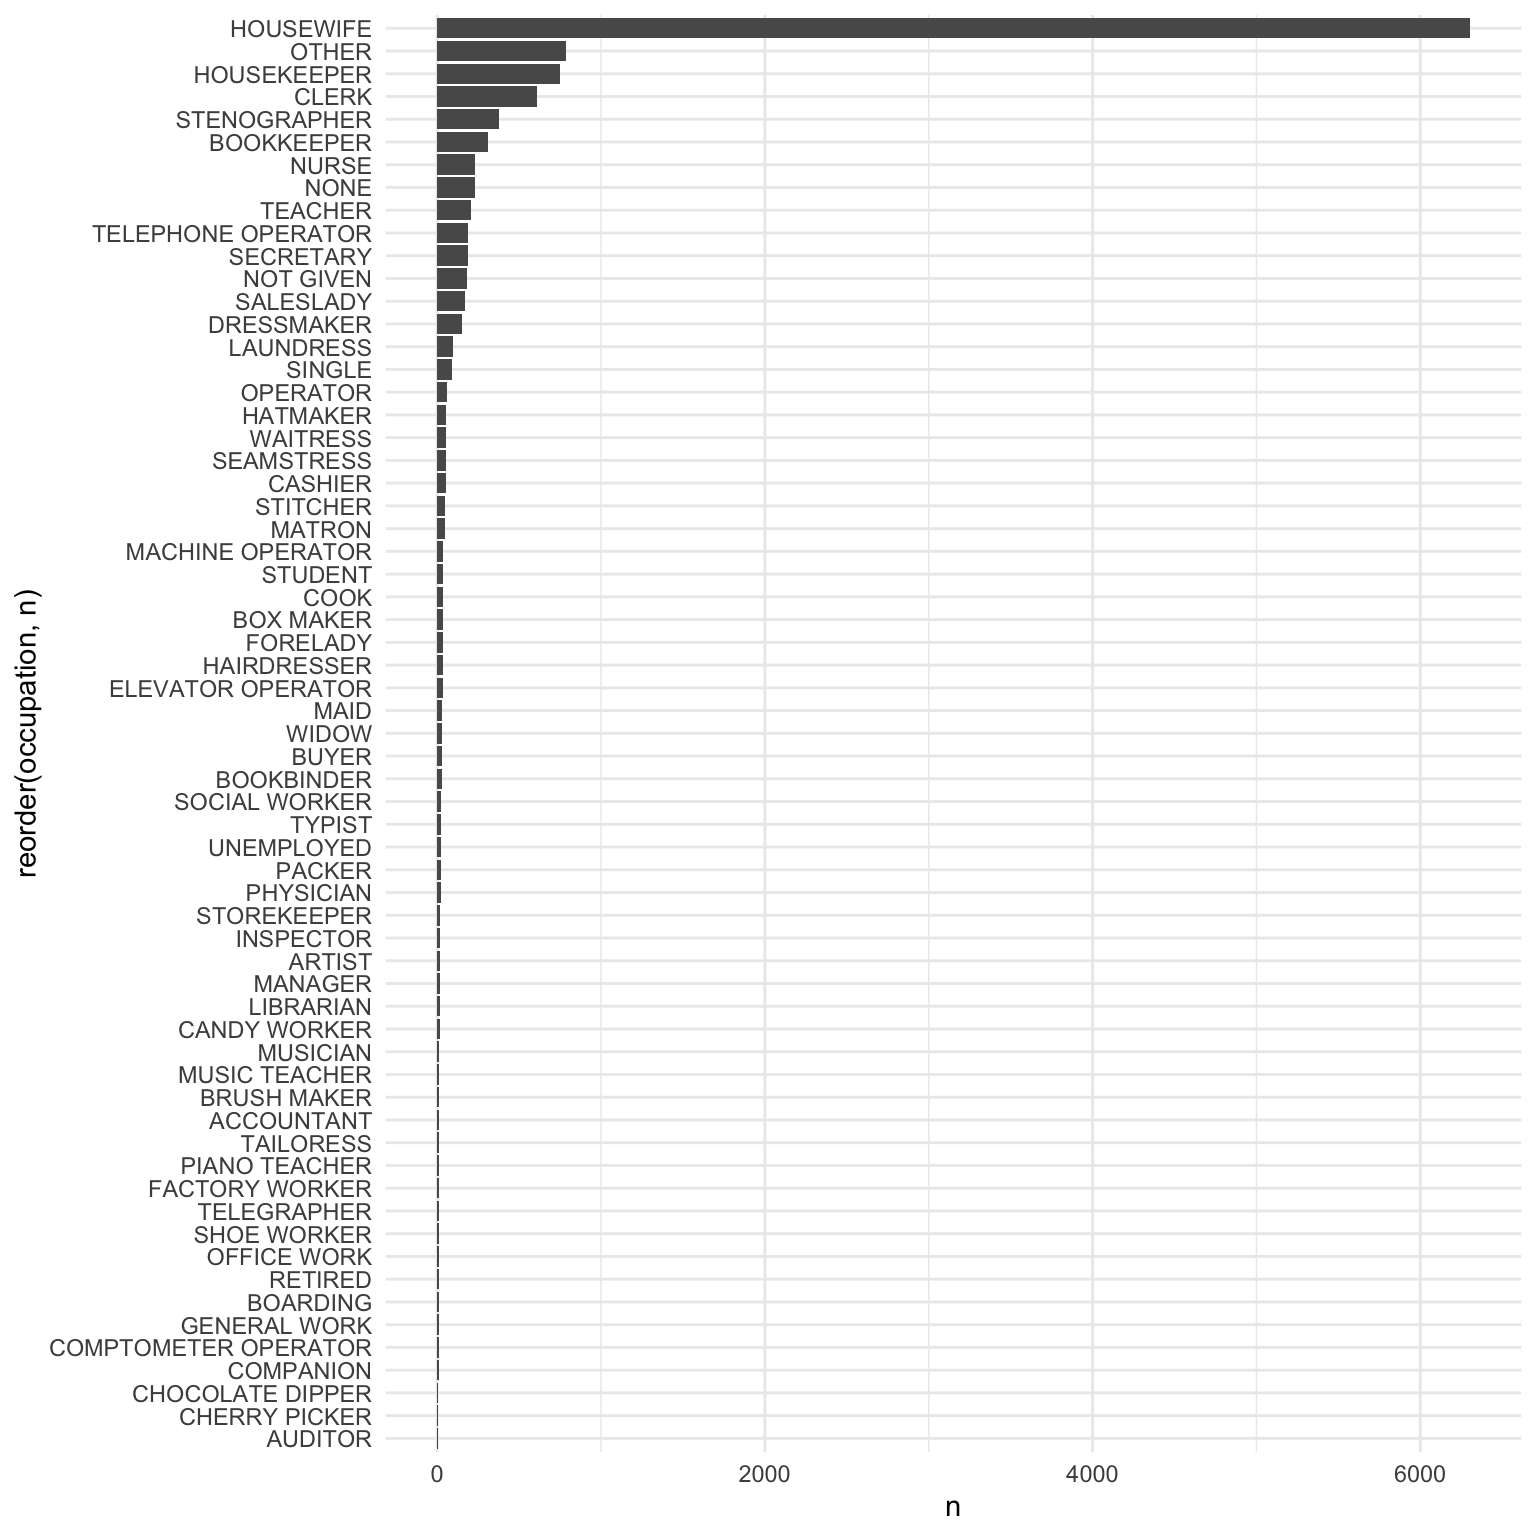 HOUSEWIFE
OTHER
HOUSEKEEPER
CLERK
STENOGRAPHER
BOOKKEEPER
NURSE
NONE
TEACHER
TELEPHONE OPERATOR
SECRETARY
NOT GIVEN
SALESLADY
DRESSMAKER
LAUNDRESS
SINGLE
OPERATOR
HATMAKER
WAITRESS
SEAMSTRESS
CASHIER
STITCHER
MATRON
MACHINE OPERATOR
STUDENT
COOK
BOX MAKER
FORELADY
HAIRDRESSER
ELEVATOR OPERATOR
MAID
WIDOW
BUYER
BOOKBINDER
SOCIAL WORKER
TYPIST
UNEMPLOYED
PACKER
PHYSICIAN
STOREKEEPER
INSPECTOR
ARTIST
MANAGER
LIBRARIAN
CANDY WORKER
MUSICIAN
MUSIC TEACHER
BRUSH MAKER
ACCOUNTANT
TAILORESS
PIANO TEACHER
FACTORY WORKER
TELEGRAPHER
SHOE WORKER
OFFICE WORK
RETIRED
BOARDING
GENERAL WORK
COMPTOMETER OPERATOR
COMPANION
CHOCOLATE DIPPER
CHERRY PICKER
AUDITOR
reorder(occupation, n)
0 2000 4000 6000
n